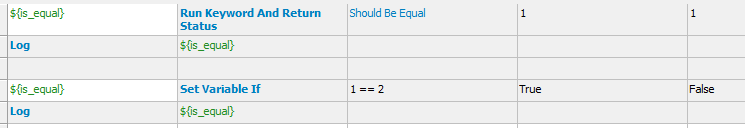 ${is_equal} Run Keyword And Return Status Should Be Equal 1 1
Log ${is_equal}
${is_equal} Set Variable If 1 == 2 True False
Log ${is_equal}